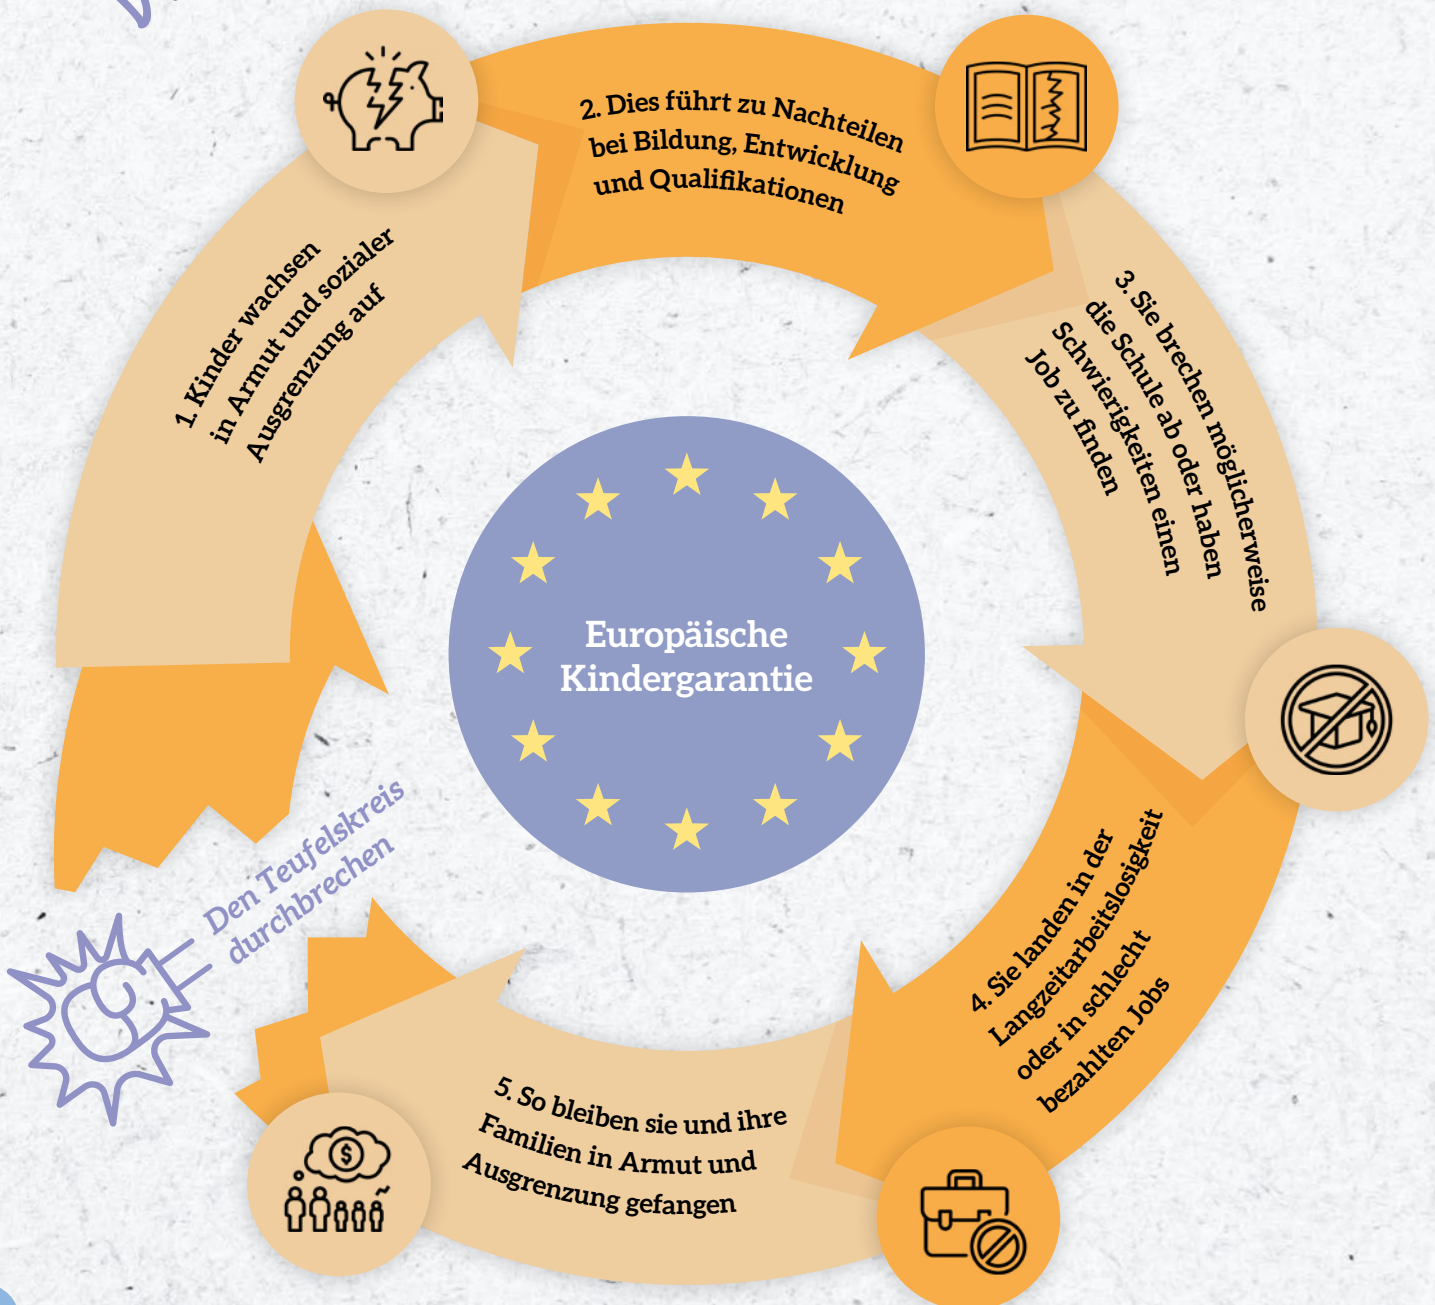 1. Kinder wachsen
in Armut und sozialer
Ausgrenzung auf
2. Dies führt zu Nachteilen
bei Bildung, Entwicklung
und Qualifikationen
3. Sie brechen möglicherweise
die Schule ab oder haben
Schwierigkeiten einen
Job zu finden
4. Sie landen in der
Langzeitarbeitslosigkeit
oder in schlecht
bezahlten Jobs
5. So bleiben sie und ihre
Familien in Armut und
Ausgrenzung gefangen
Den Teufelskreis
durchbrechen
Europäische
Kindergarantie
$